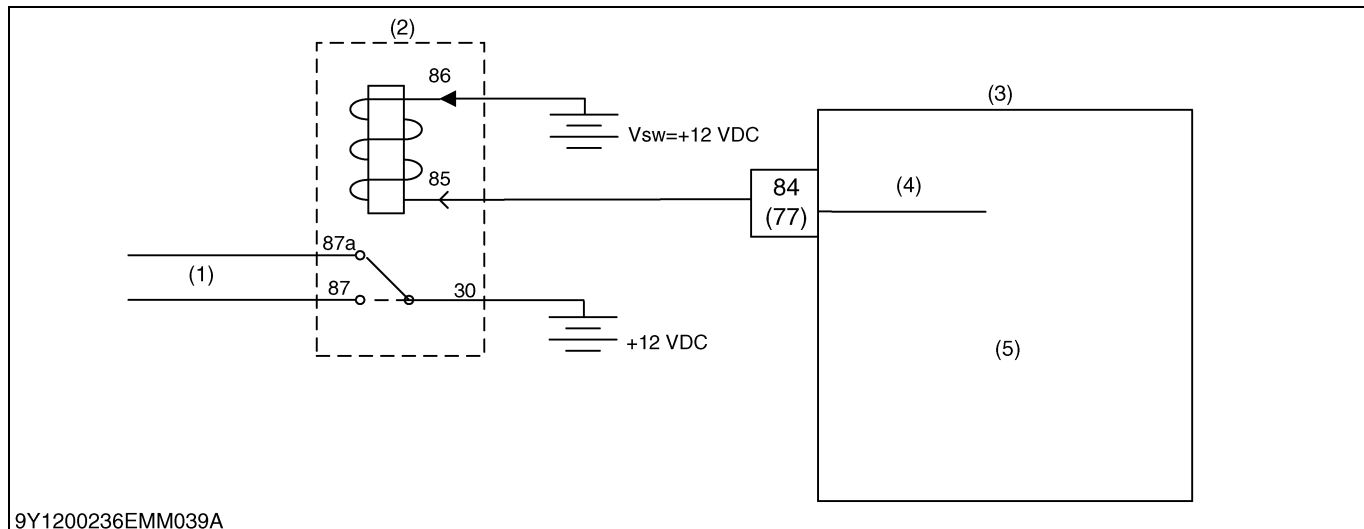 (2)
86
(3)
Vsw=+12 VDC
85
84
(77)
(4)
87a
(1)
87
30
+12 VDC
(5)
9Y1200236EMM039A